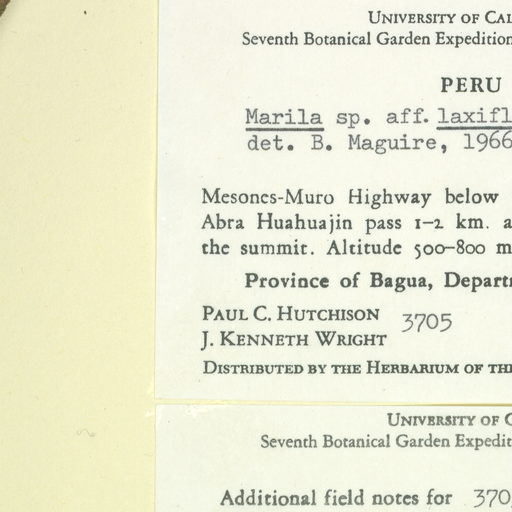 UNIVERSITY OF CAL
Seventh Botanical Garden Expedition
PERU
Marila sp. aff. laxifl
det. B. Maguire, 1966
Mesones-Muro Highway below
Abra Huahuajin pass 1–2 km. a
the summit. Altitude 500–800 m
Province of Bagua, Departm
PAUL C. HUTCHISON 3705
J. KENNETH WRIGHT
DISTRIBUTED BY THE HERBARIUM OF THE
UNIVERSITY OF C
Seventh Botanical Garden Expedit
Additional field notes for 370